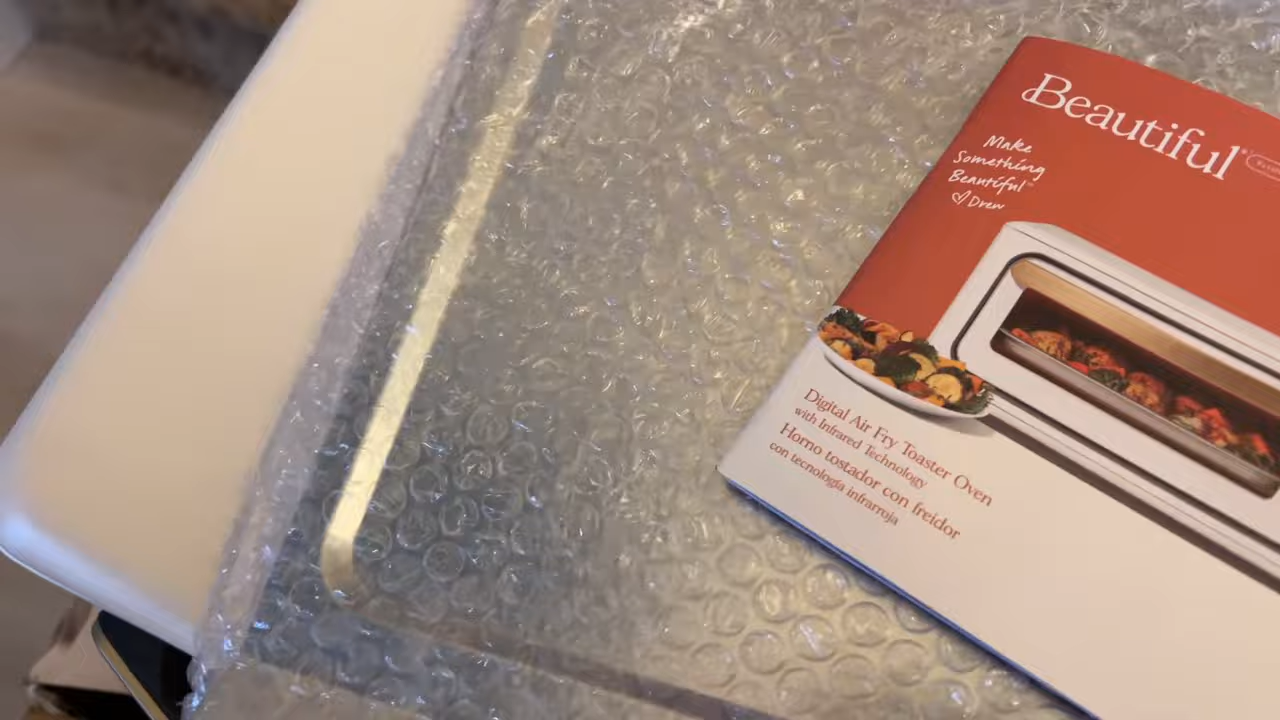 Beautiful
Make
Something
Beautiful™
Drew
Digital Air Fry Toaster Oven
with Infrared Technology
Horno tostador con freidor
con tecnología infrarroja